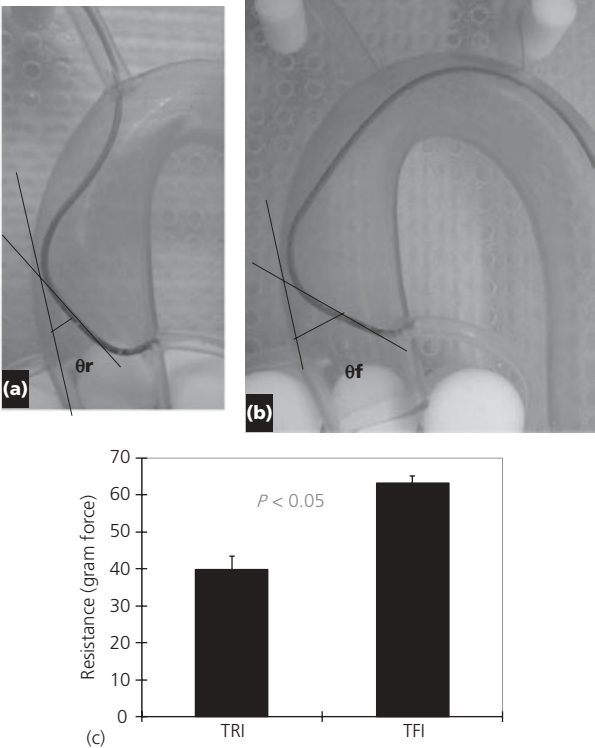 (a)
θr
(b)
θf
70
60
50
40
30
20
10
0
Resistance (gram force)
P < 0.05
TRI
TFI
(c)